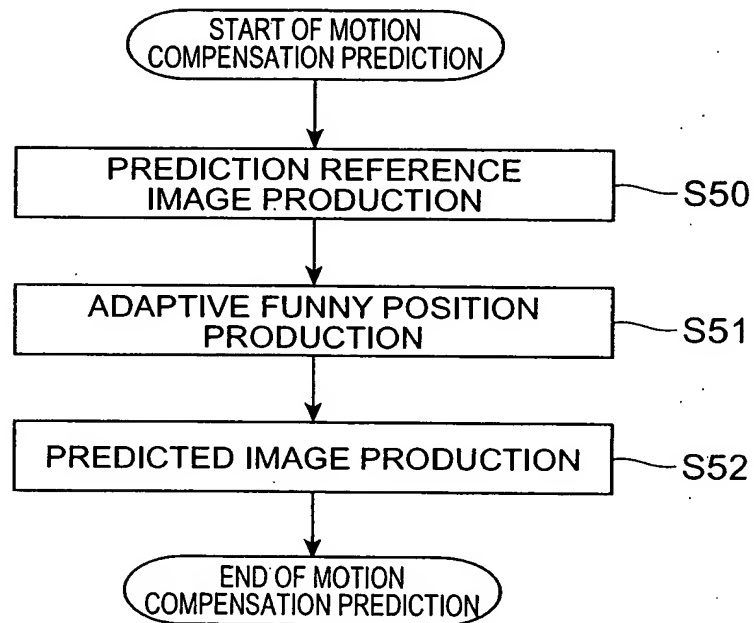 START OF MOTION
COMPENSATION PREDICTION
PREDICTION REFERENCE
IMAGE PRODUCTION
S50
ADAPTIVE FUNNY POSITION
PRODUCTION
S51
PREDICTED IMAGE PRODUCTION
S52
END OF MOTION
COMPENSATION PREDICTION